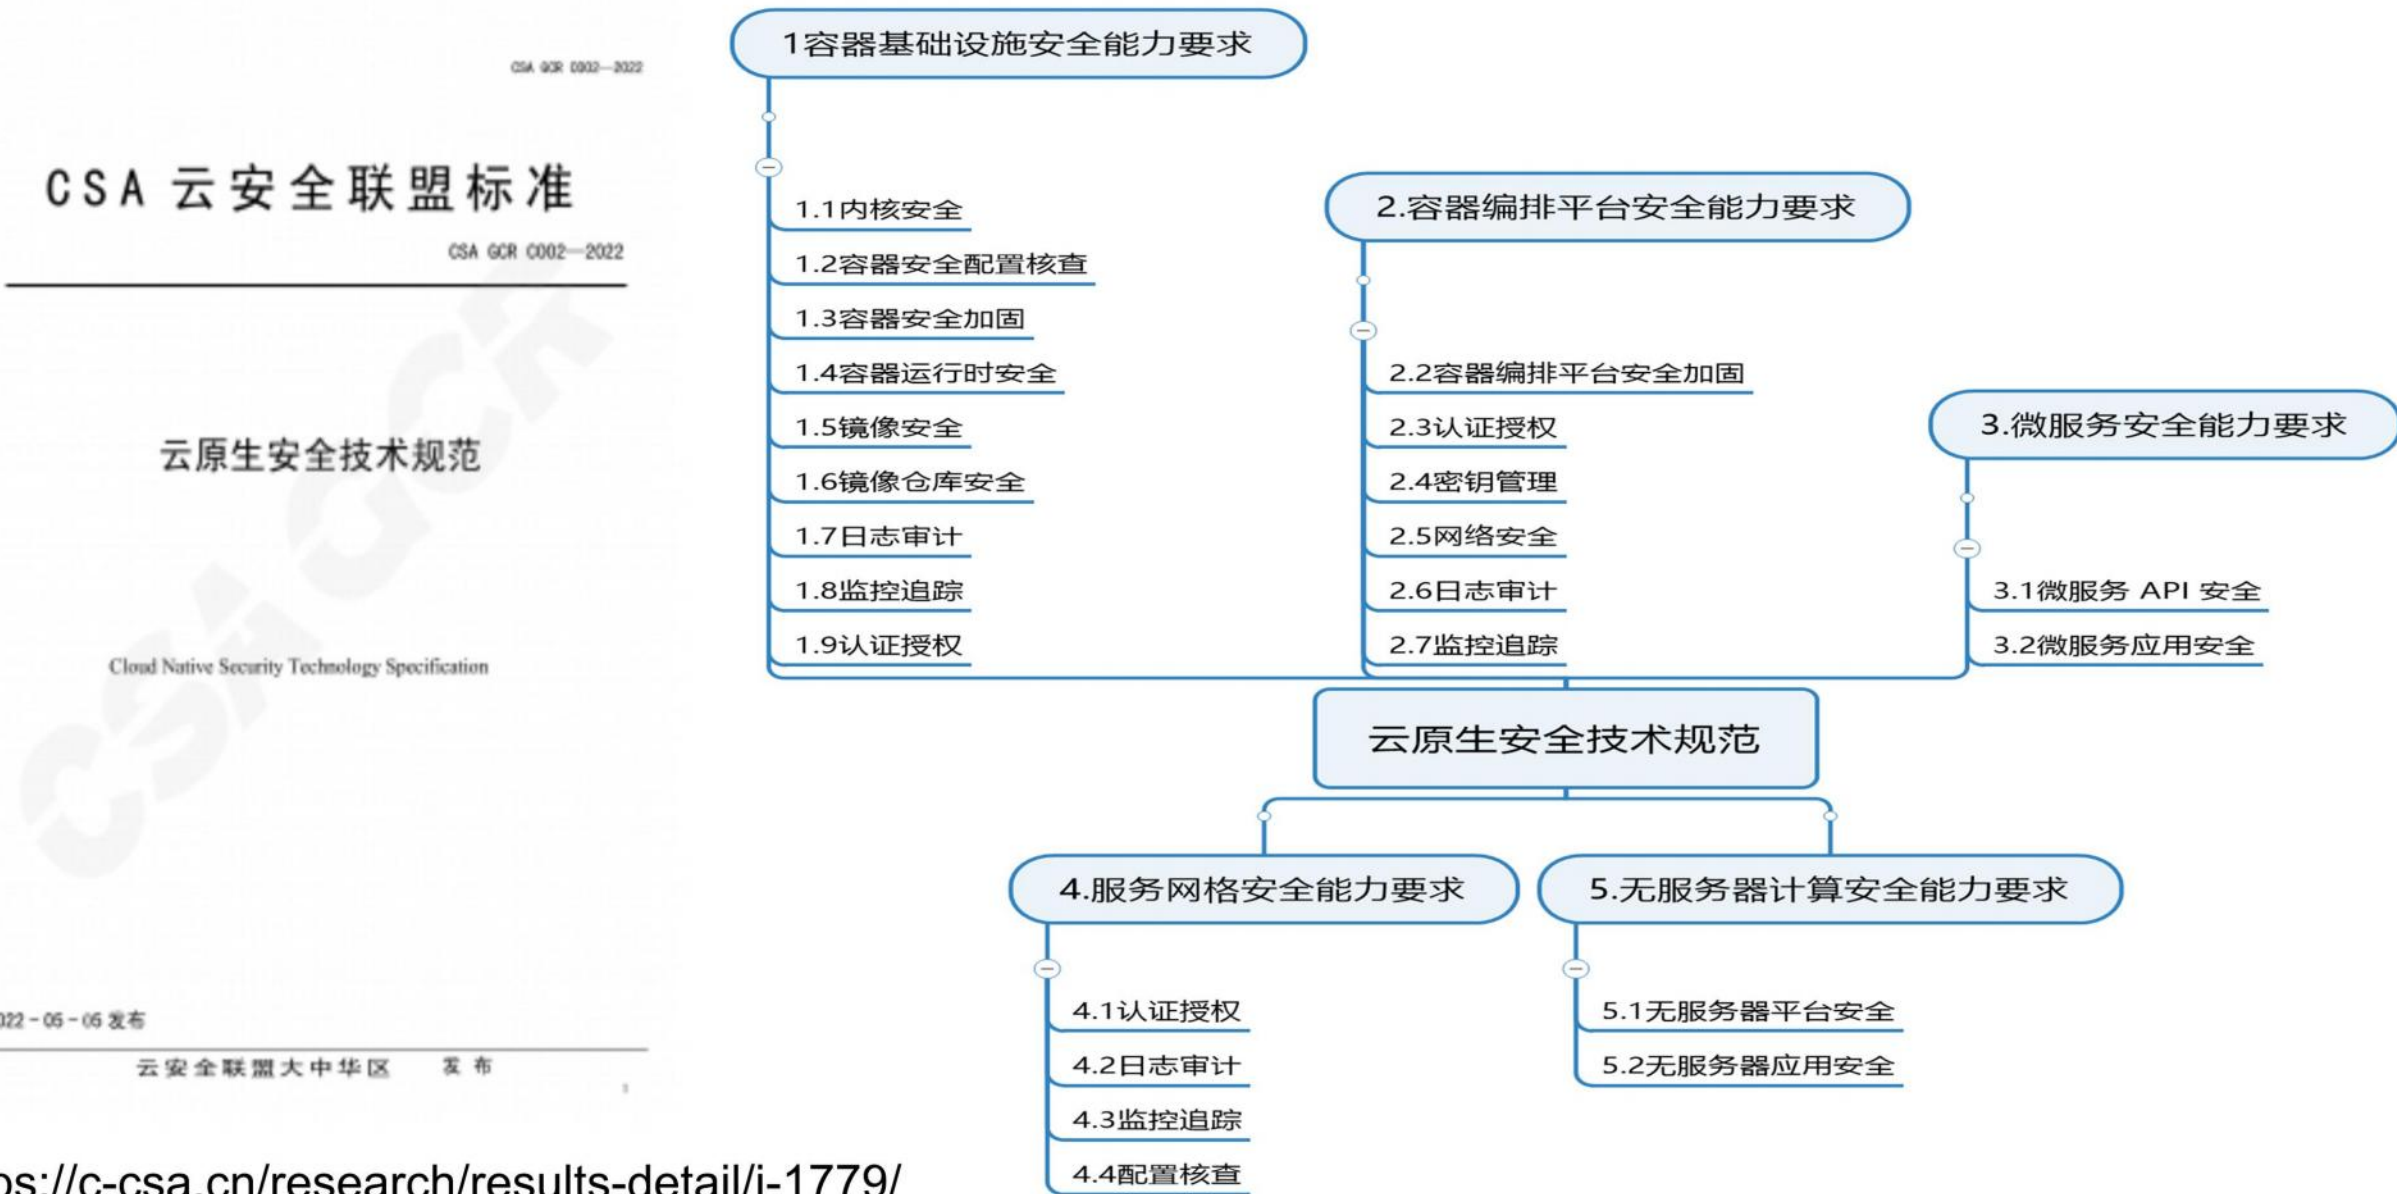 CSA GCR C002—2022
CSA 云安全联盟标准
CSA GCR C002—2022
云原生安全技术规范
Cloud Native Security Technology Specification
022-05-05 发布
云安全联盟大中华区 发布
1
CSA GCR
ps://c-csa.cn/research/results-detail/i-1779/
1容器基础设施安全能力要求
1.1内核安全
1.2容器安全配置核查
1.3容器安全加固
1.4容器运行时安全
1.5镜像安全
1.6镜像仓库安全
1.7日志审计
1.8监控追踪
1.9认证授权
2.容器编排平台安全能力要求
2.2容器编排平台安全加固
2.3认证授权
2.4密钥管理
2.5网络安全
2.6日志审计
2.7监控追踪
3.微服务安全能力要求
3.1微服务 API 安全
3.2微服务应用安全
云原生安全技术规范
4.服务网格安全能力要求
4.1认证授权
4.2日志审计
4.3监控追踪
4.4配置核查
5.无服务器计算安全能力要求
5.1无服务器平台安全
5.2无服务器应用安全